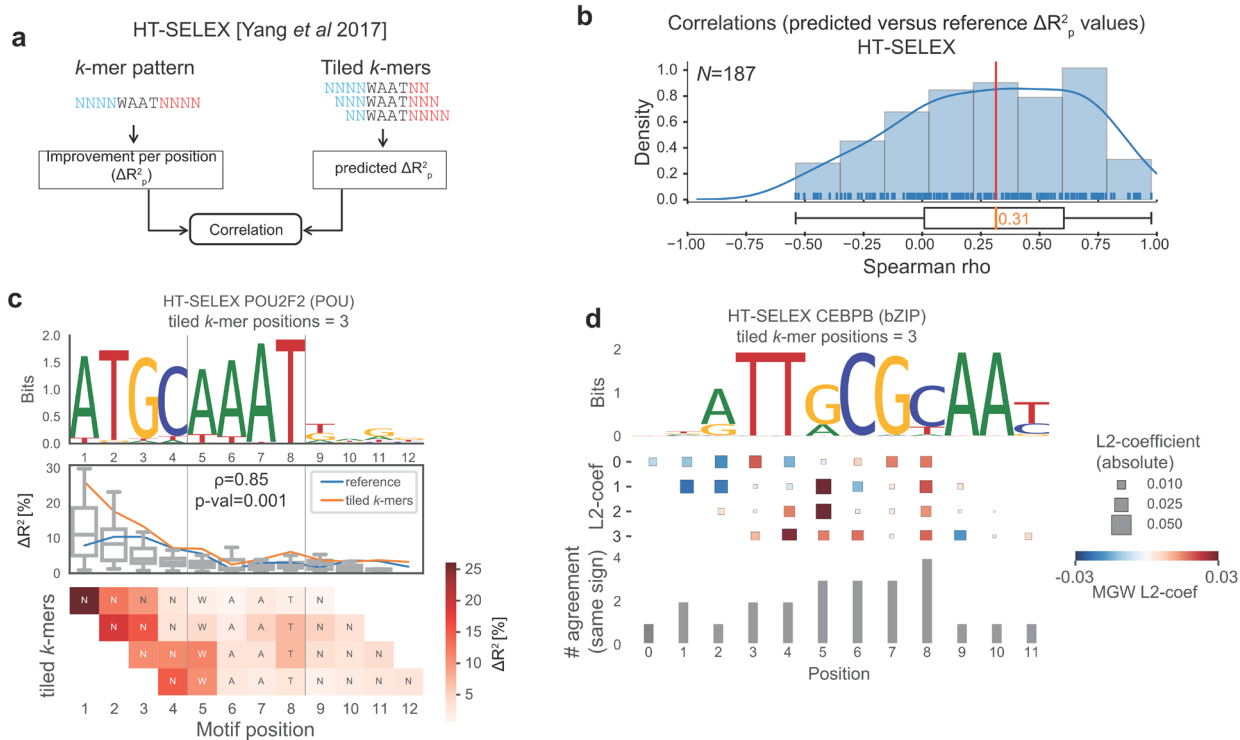 a
HT-SELEX [Yang et al 2017]
k-mer pattern
Tiled k-mers
NNNNWAATNNNN
NNNNWAATNN
NNNWAATNNN
NNWAATNNNN
Improvement per position
(ΔR²p)
predicted ΔR²p
Correlation
b
Correlations (predicted versus reference ΔR²p values)
HT-SELEX
N=187
Density
1.0
0.8
0.6
0.4
0.2
0.0
0.31
−1.00 −0.75 −0.50 −0.25 0.00 0.25 0.50 0.75 1.00
Spearman rho
c
HT-SELEX POU2F2 (POU)
tiled k-mer positions = 3
Bits
2.0
1.5
1.0
0.5
0.0
ATGCAAAT
1 2 3 4 5 6 7 8 9 10 11 12
ΔR² [%]
30
20
10
0
ρ=0.85
p-val=0.001
reference
tiled k-mers
tiled k-mers
N N N N W A A T N
N N N W A A T N N
N N W A A T N N N
N W A A T N N N N
1 2 3 4 5 6 7 8 9 10 11 12
Motif position
25
20
15
10
5
ΔR² [%]
d
HT-SELEX CEBPB (bZIP)
tiled k-mer positions = 3
Bits
2
1
0
ATTGCGCAAT
G A T C
L2-coef
0
1
2
3
L2-coefficient
(absolute)
0.010
0.025
0.050
-0.03 0.03
MGW L2-coef
# agreement
(same sign)
4
2
0
0 1 2 3 4 5 6 7 8 9 10 11
Position